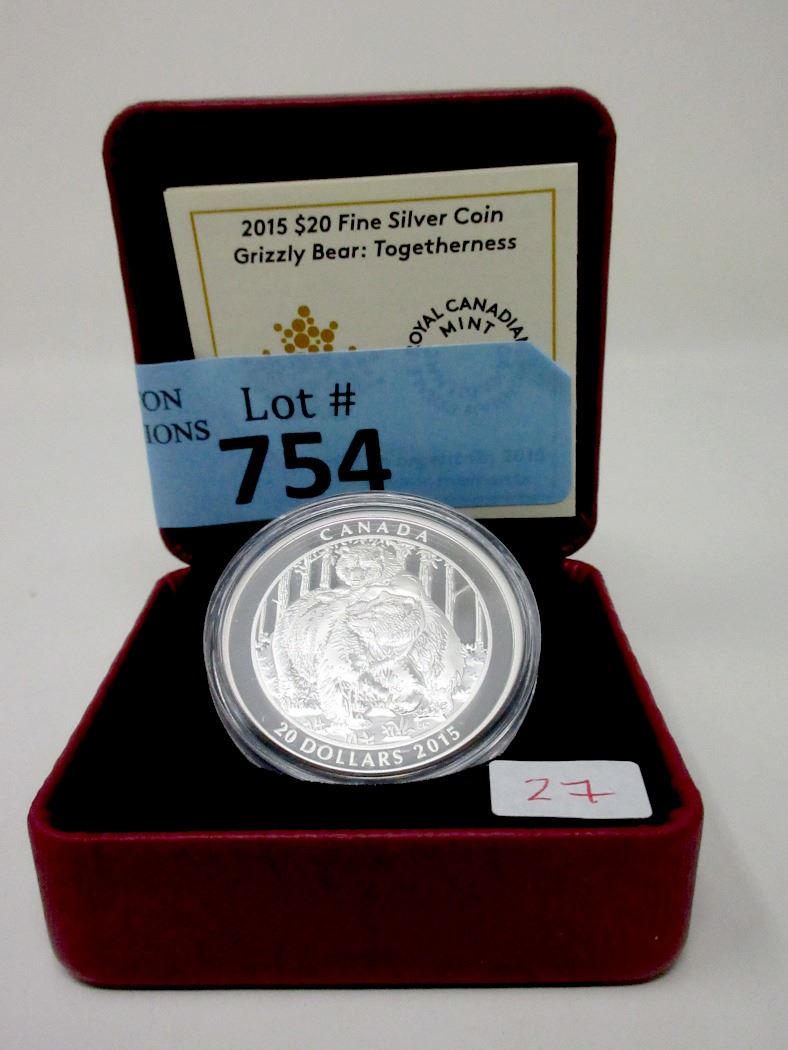 2015 $20 Fine Silver Coin
Grizzly Bear: Togetherness
ROYAL CANADIAN
MINT
ON
IONS
Lot #
754
CANADA
20 DOLLARS 2015
27